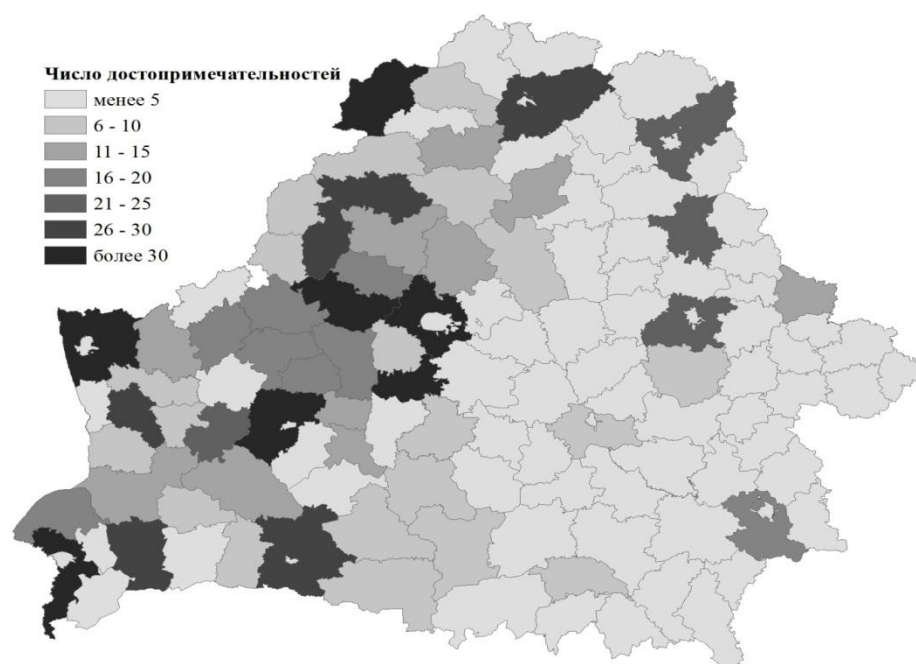 Число достопримечательностей
менее 5
6 - 10
11 - 15
16 - 20
21 - 25
26 - 30
более 30